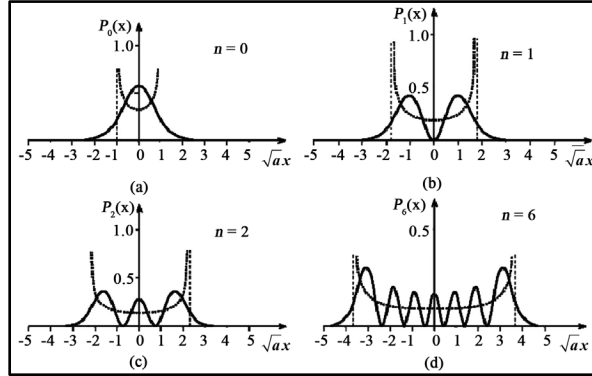 P₀(x)
1.0
n = 0
-5 -4 -3 -2 -1 0 1 2 3 4 5 √ax
(a)
P₁(x)
1.0
n = 1
0.5
-5 -4 -3 -2 -1 0 1 2 3 4 5 √ax
(b)
P₂(x)
n = 2
1.0
0.5
-5 -4 -3 -2 -1 0 1 2 3 4 5 √ax
(c)
P₆(x)
n = 6
0.5
-5 -4 -3 -2 -1 0 1 2 3 4 5 √ax
(d)